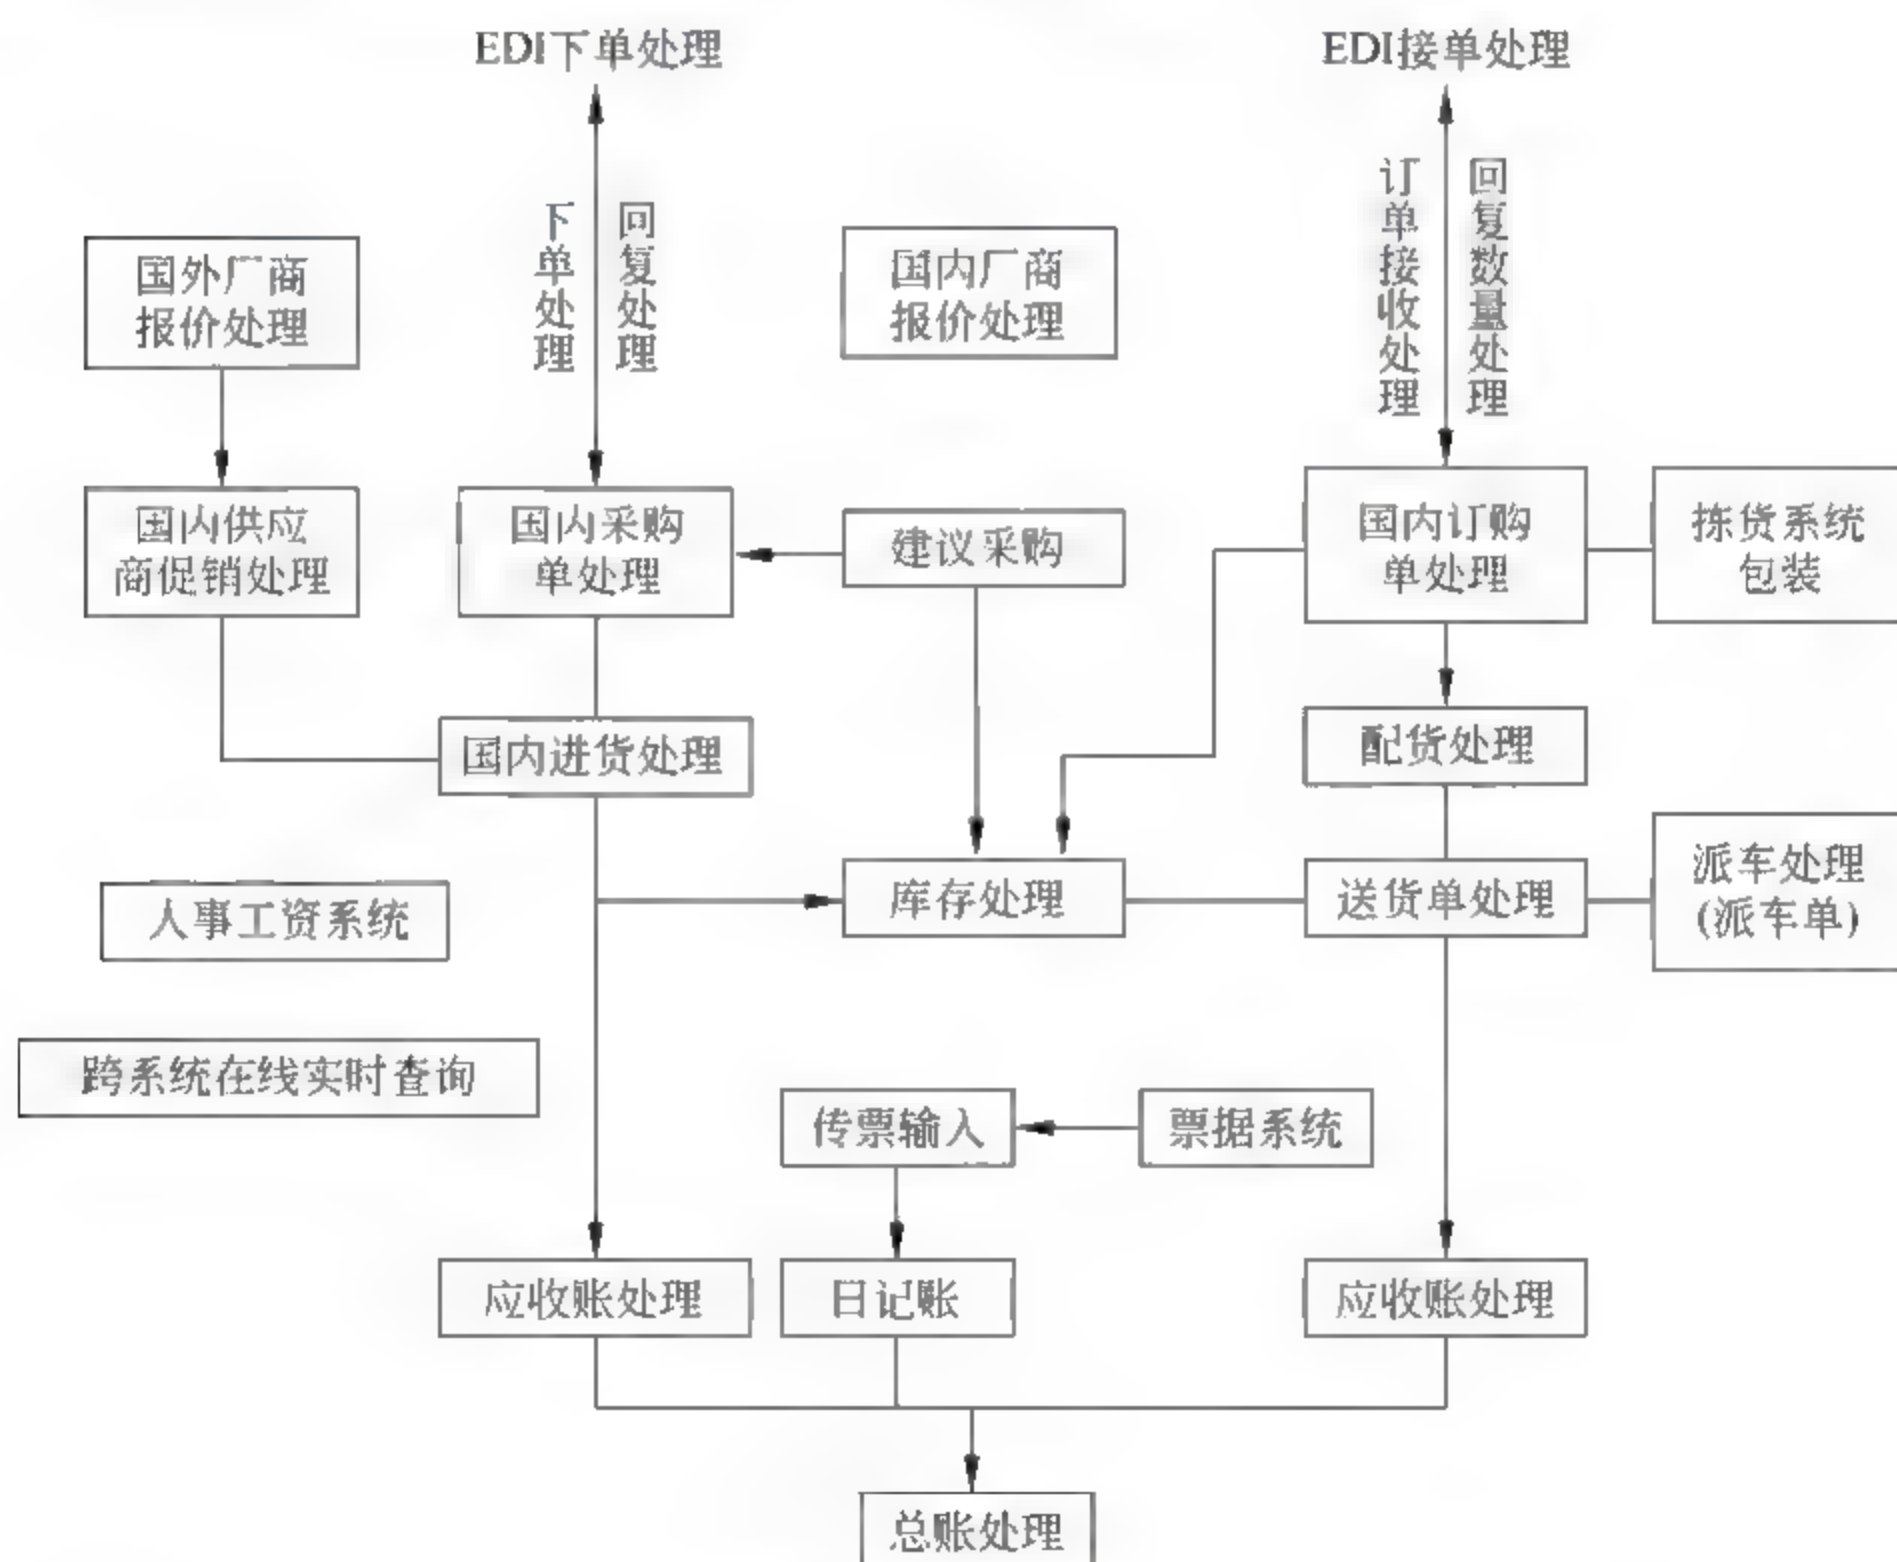 EDI下单处理
EDI接单处理
下单处理
回复处理
订单接收处理
回复数量处理
国外厂商
报价处理
国内厂商
报价处理
国内供应
商促销处理
国内采购
单处理
建议采购
国内订购
单处理
拣货系统
包装
国内进货处理
配货处理
人事工资系统
库存处理
送货单处理
派车处理
(派车单)
跨系统在线实时查询
传票输入
票据系统
应收账处理
日记账
应收账处理
总账处理